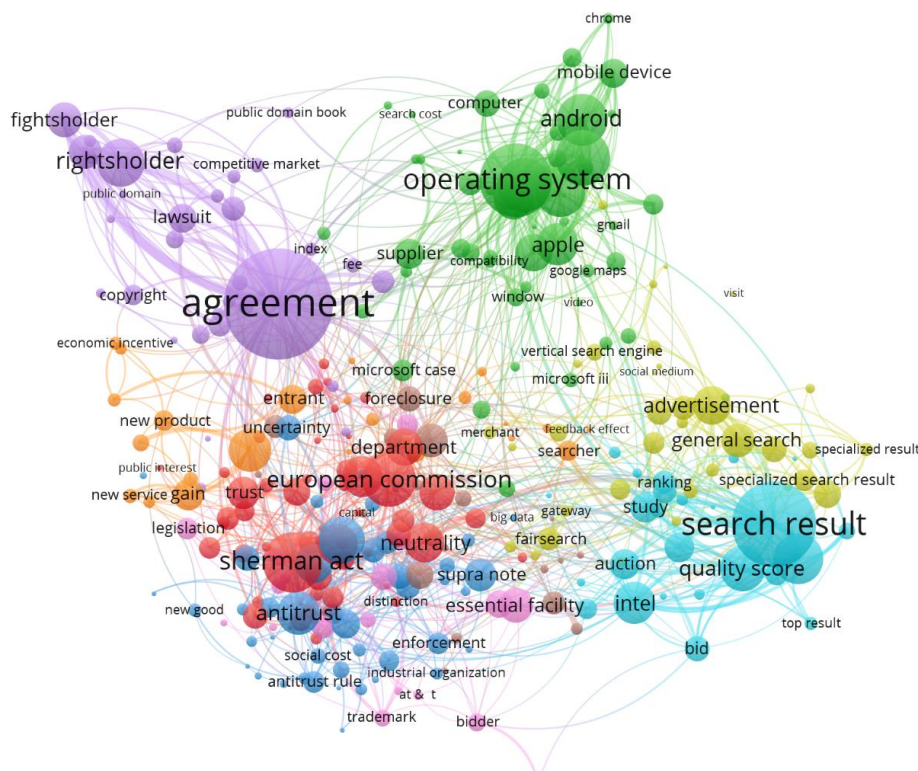 chrome
mobile device
public domain book
computer
search cost
android
fightsholder
rightsholder
competitive market
operating system
public domain
lawsuit
gmail
index
supplier
apple
fee
compatibility
google maps
copyright
agreement
window
video
visit
economic incentive
vertical search engine
microsoft case
microsoft iii
social medium
entrant
foreclosure
advertisement
new product
uncertainty
merchant
feedback effect
department
general search
searcher
specialized result
public interest
european commission
ranking
specialized search result
new service
gain
trust
study
capital
big data
gateway
legislation
search result
neutrality
fairsearch
sherman act
auction
quality score
supra note
new good
distinction
essential facility
intel
antitrust
top result
enforcement
social cost
bid
industrial organization
antitrust rule
at & t
trademark
bidder